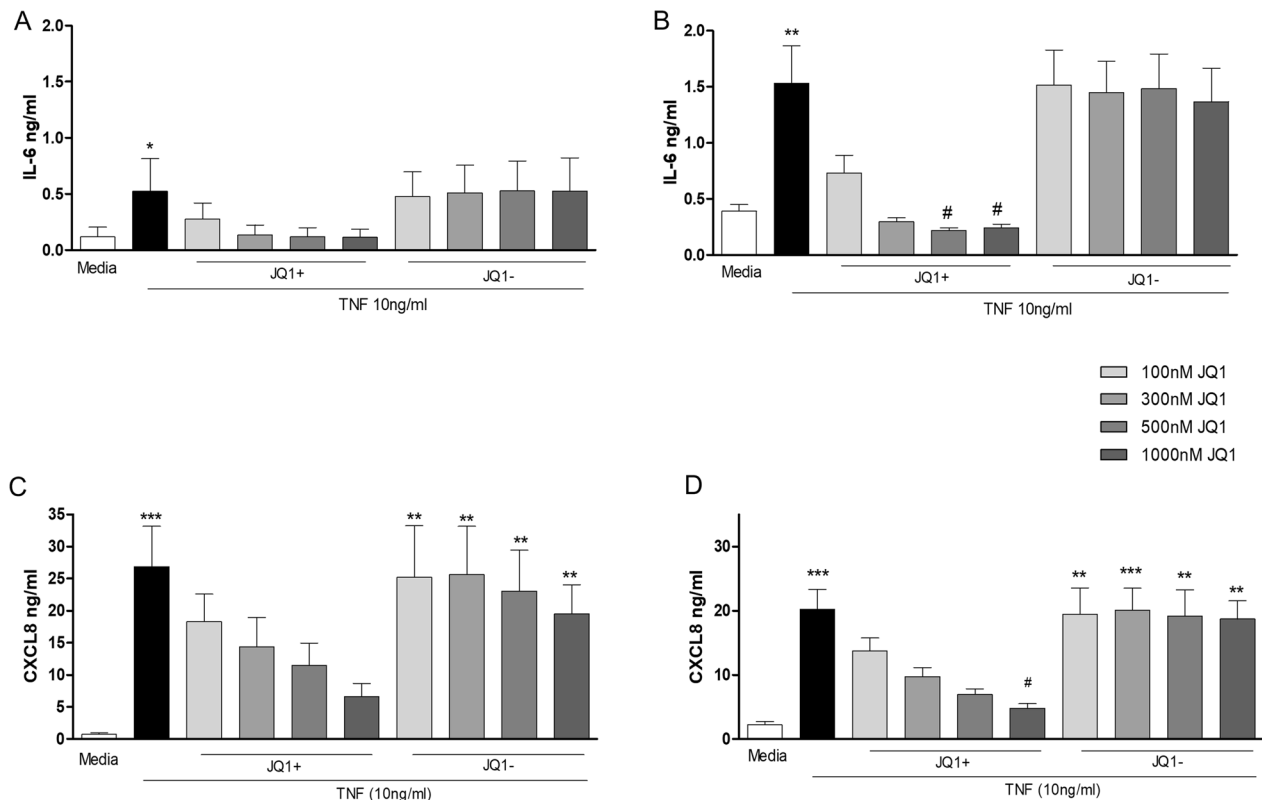 A
IL-6 ng/ml
2.0
1.5
1.0
0.5
0.0
*
Media
JQ1+
JQ1-
TNF 10ng/ml
B
IL-6 ng/ml
2.0
1.5
1.0
0.5
0.0
**
#
#
Media
JQ1+
JQ1-
TNF 10ng/ml
100nM JQ1
300nM JQ1
500nM JQ1
1000nM JQ1
C
CXCL8 ng/ml
35
30
25
20
15
10
5
0
***
**
**
**
**
Media
JQ1+
JQ1-
TNF (10ng/ml)
D
CXCL8 ng/ml
30
20
10
0
***
#
**
***
**
**
Media
JQ1+
JQ1-
TNF (10ng/ml)